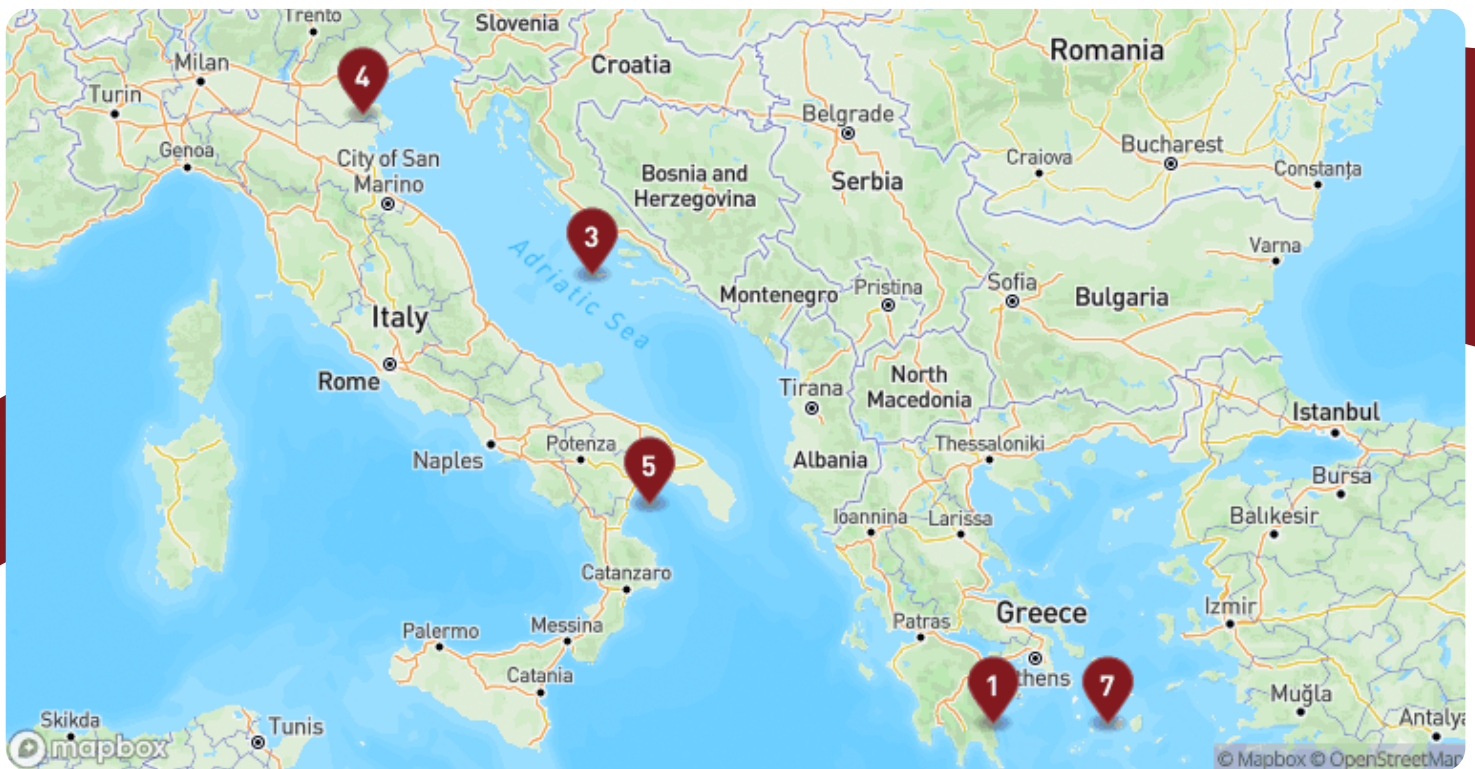 Trento
Slovenia
Milan
4
Croatia
Romania
Turin
Belgrade
Genoa
City of San
Marino
Bosnia and
Herzegovina
Serbia
Craiova
Bucharest
Constanţa
3
Adriatic Sea
Varna
Montenegro
Pristina
Sofia
Bulgaria
Italy
Rome
Tirana
North
Macedonia
Istanbul
Naples
Potenza
5
Albania
Thessaloniki
Bursa
Ioannina
Larissa
Balıkesir
Catanzaro
Greece
Izmir
Palermo
Messina
Patras
Catania
1
thens
7
Muğla
Skikda
Tunis
Antalya
mapbox
© Mapbox © OpenStreetMap